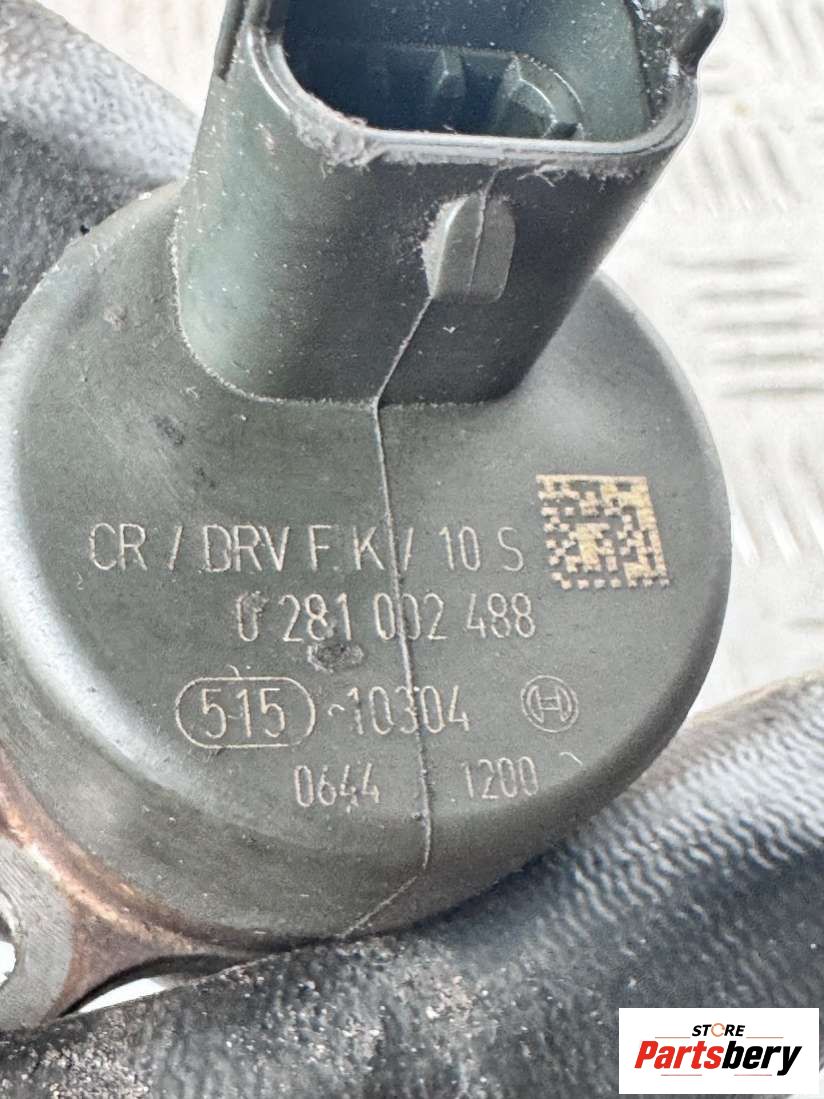 CR / DRV F K / 10 S
0 281 002 488
515 10304
0644 1200
STORE
Partsbery